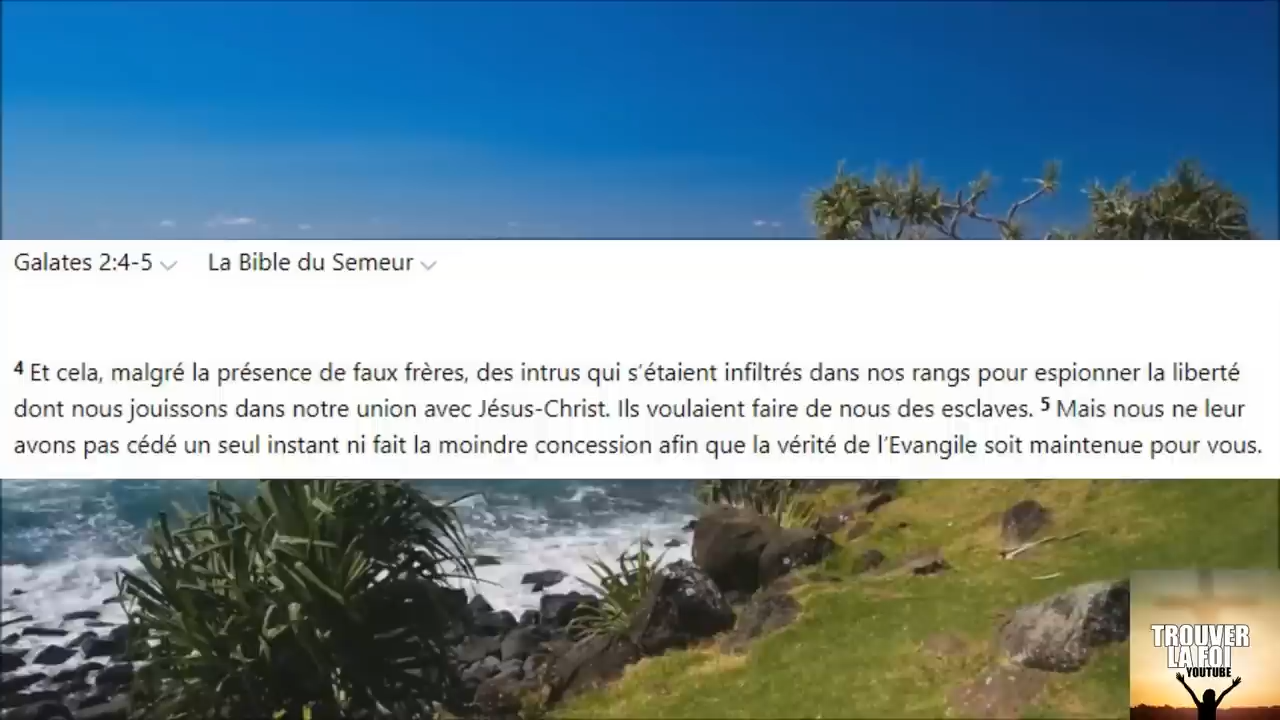 Galates 2:4-5 La Bible du Semeur
4 Et cela, malgré la présence de faux frères, des intrus qui s’étaient infiltrés dans nos rangs pour espionner la liberté
dont nous jouissons dans notre union avec Jésus-Christ. Ils voulaient faire de nous des esclaves. 5 Mais nous ne leur
avons pas cédé un seul instant ni fait la moindre concession afin que la vérité de l’Evangile soit maintenue pour vous.
TROUVER
LA FOI
YOUTUBE